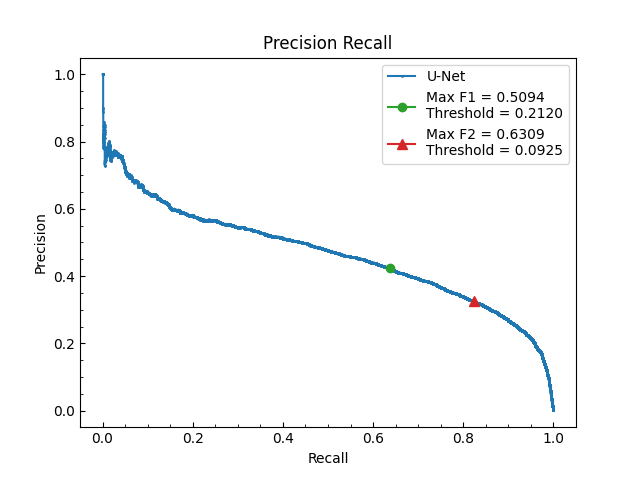 Precision Recall
U-Net
Max F1 = 0.5094
Threshold = 0.2120
Max F2 = 0.6309
Threshold = 0.0925
Precision
1.0
0.8
0.6
0.4
0.2
0.0
0.0 0.2 0.4 0.6 0.8 1.0
Recall